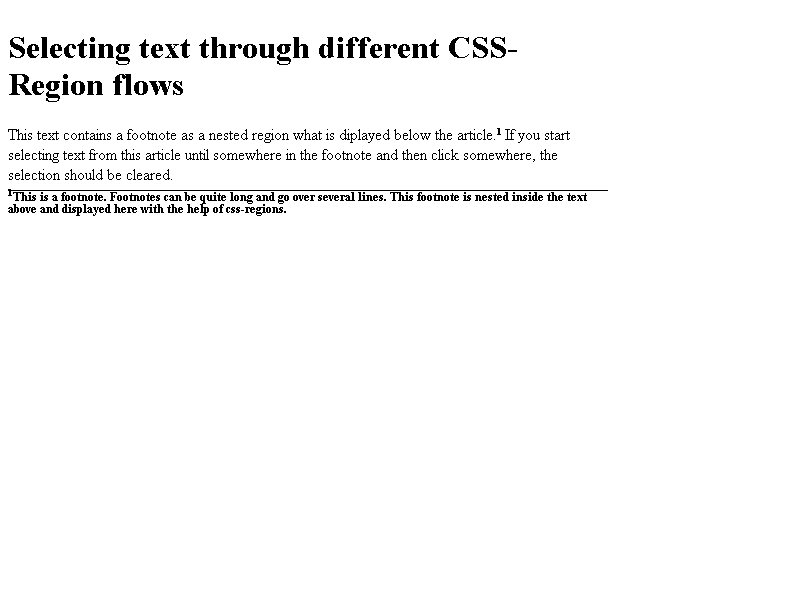 Selecting text through different CSS-
Region flows
This text contains a footnote as a nested region what is diplayed below the article.1 If you start
selecting text from this article until somewhere in the footnote and then click somewhere, the
selection should be cleared.
1This is a footnote. Footnotes can be quite long and go over several lines. This footnote is nested inside the text
above and displayed here with the help of css-regions.